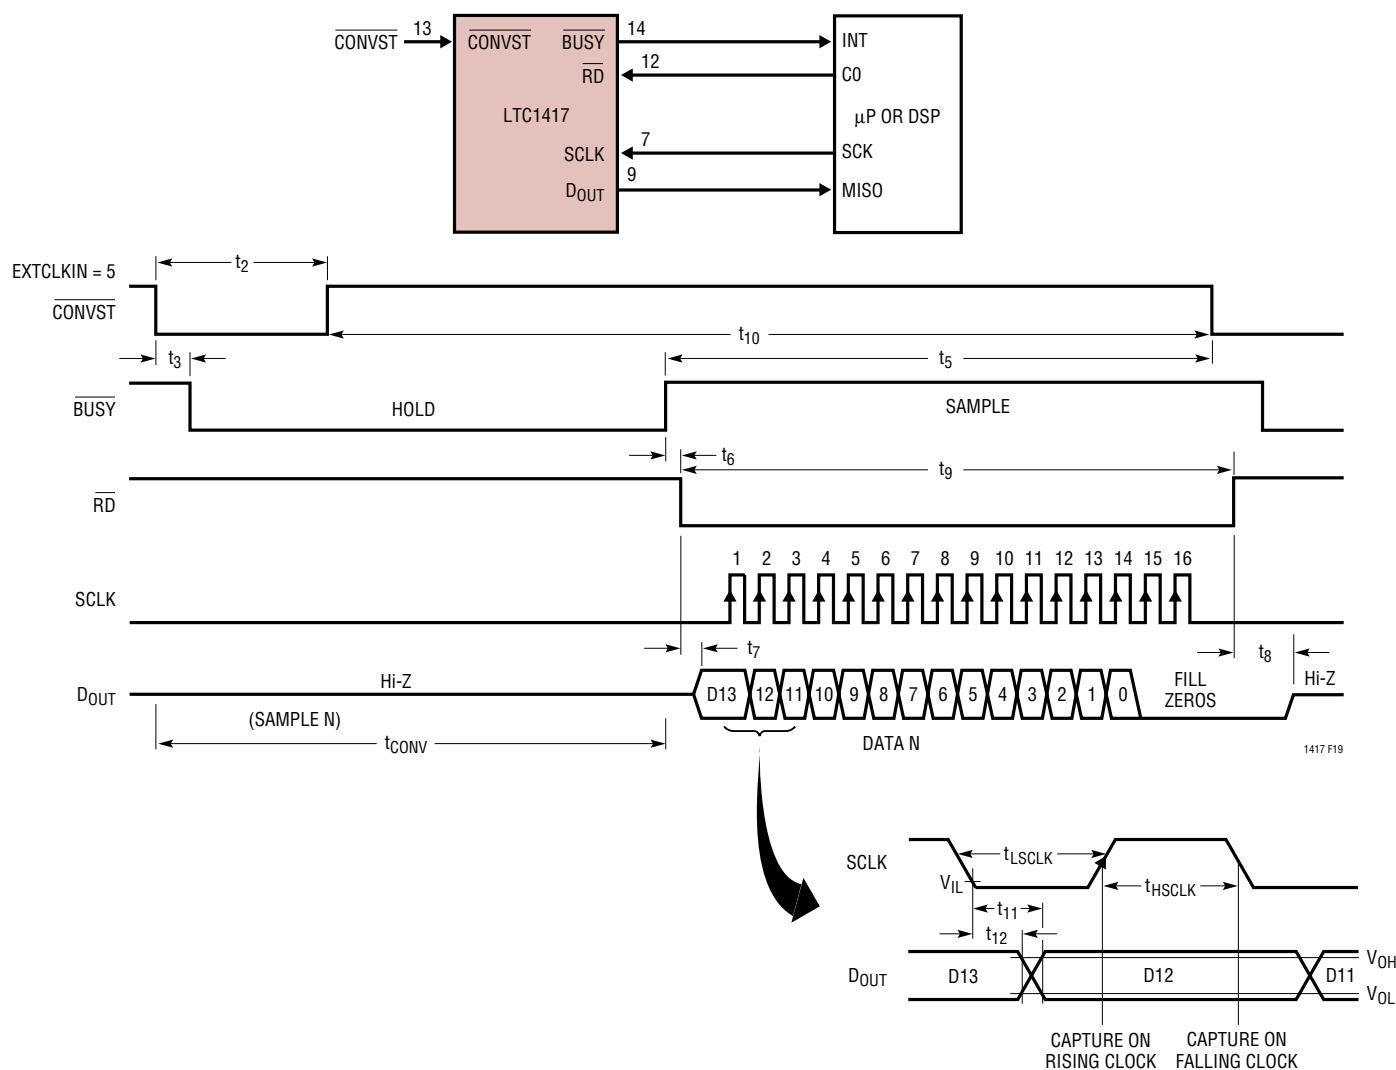 CONVST 13 CONVST BUSY 14 INT
RD 12 C0
LTC1417 μP OR DSP
SCLK 7 SCK
DOUT 9 MISO
EXTCLKIN = 5
t2
CONVST
t10
t3 t5
BUSY HOLD SAMPLE
t6 t9
RD
1 2 3 4 5 6 7 8 9 10 11 12 13 14 15 16
SCLK
t7 t8
DOUT Hi-Z D13 12 11 10 9 8 7 6 5 4 3 2 1 0 FILL ZEROS Hi-Z
(SAMPLE N)
tCONV DATA N
1417 F19
SCLK tLSCLK
VIL tHSCLK
t11
t12
VOH
DOUT D13 D12 D11
VOL
CAPTURE ON RISING CLOCK
CAPTURE ON FALLING CLOCK